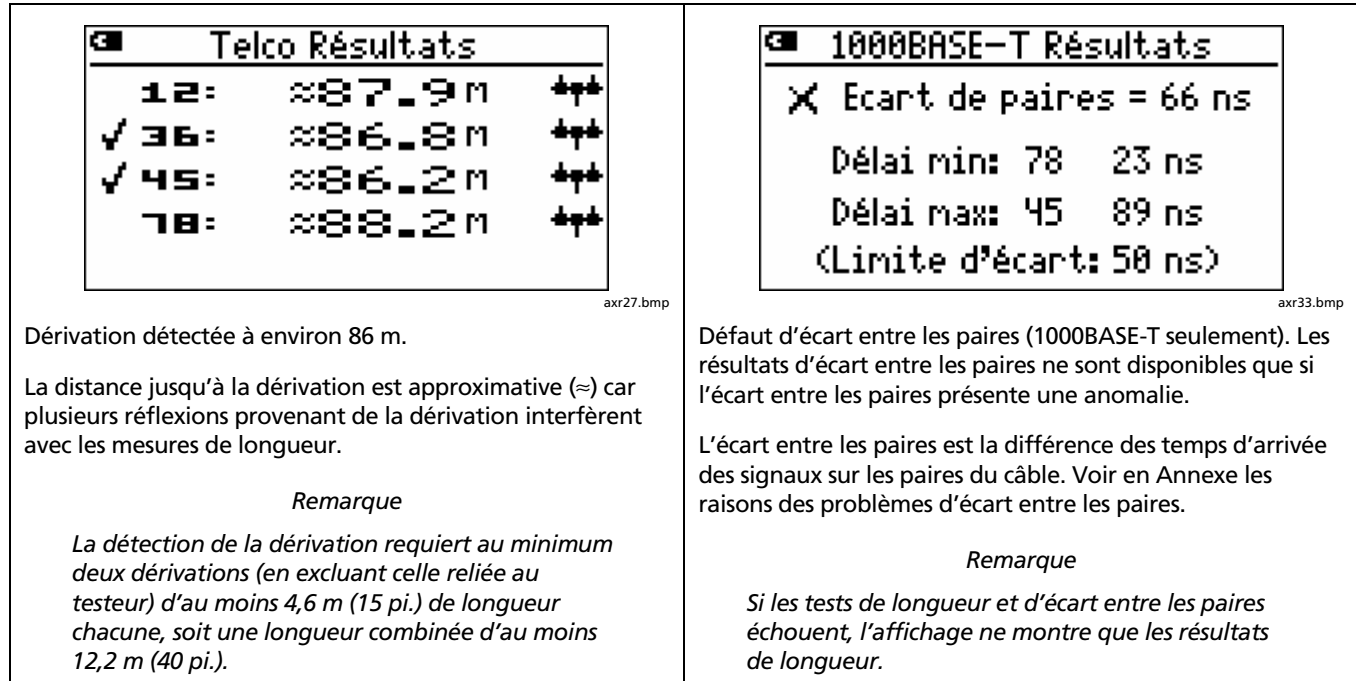 Telco Résultats
12: ≈87.9 m
✓ 36: ≈86.8 m
✓ 45: ≈86.2 m
78: ≈88.2 m
axr27.bmp
Dérivation détectée à environ 86 m.
La distance jusqu’à la dérivation est approximative (≈) car
plusieurs réflexions provenant de la dérivation interfèrent
avec les mesures de longueur.
Remarque
La détection de la dérivation requiert au minimum
deux dérivations (en excluant celle reliée au
testeur) d’au moins 4,6 m (15 pi.) de longueur
chacune, soit une longueur combinée d’au moins
12,2 m (40 pi.).
1000BASE-T Résultats
✗ Ecart de paires = 66 ns
Délai min: 78 23 ns
Délai max: 45 89 ns
(Limite d’écart: 50 ns)
axr33.bmp
Défaut d’écart entre les paires (1000BASE-T seulement). Les
résultats d’écart entre les paires ne sont disponibles que si
l’écart entre les paires présente une anomalie.
L’écart entre les paires est la différence des temps d’arrivée
des signaux sur les paires du câble. Voir en Annexe les
raisons des problèmes d’écart entre les paires.
Remarque
Si les tests de longueur et d’écart entre les paires
échouent, l’affichage ne montre que les résultats
de longueur.